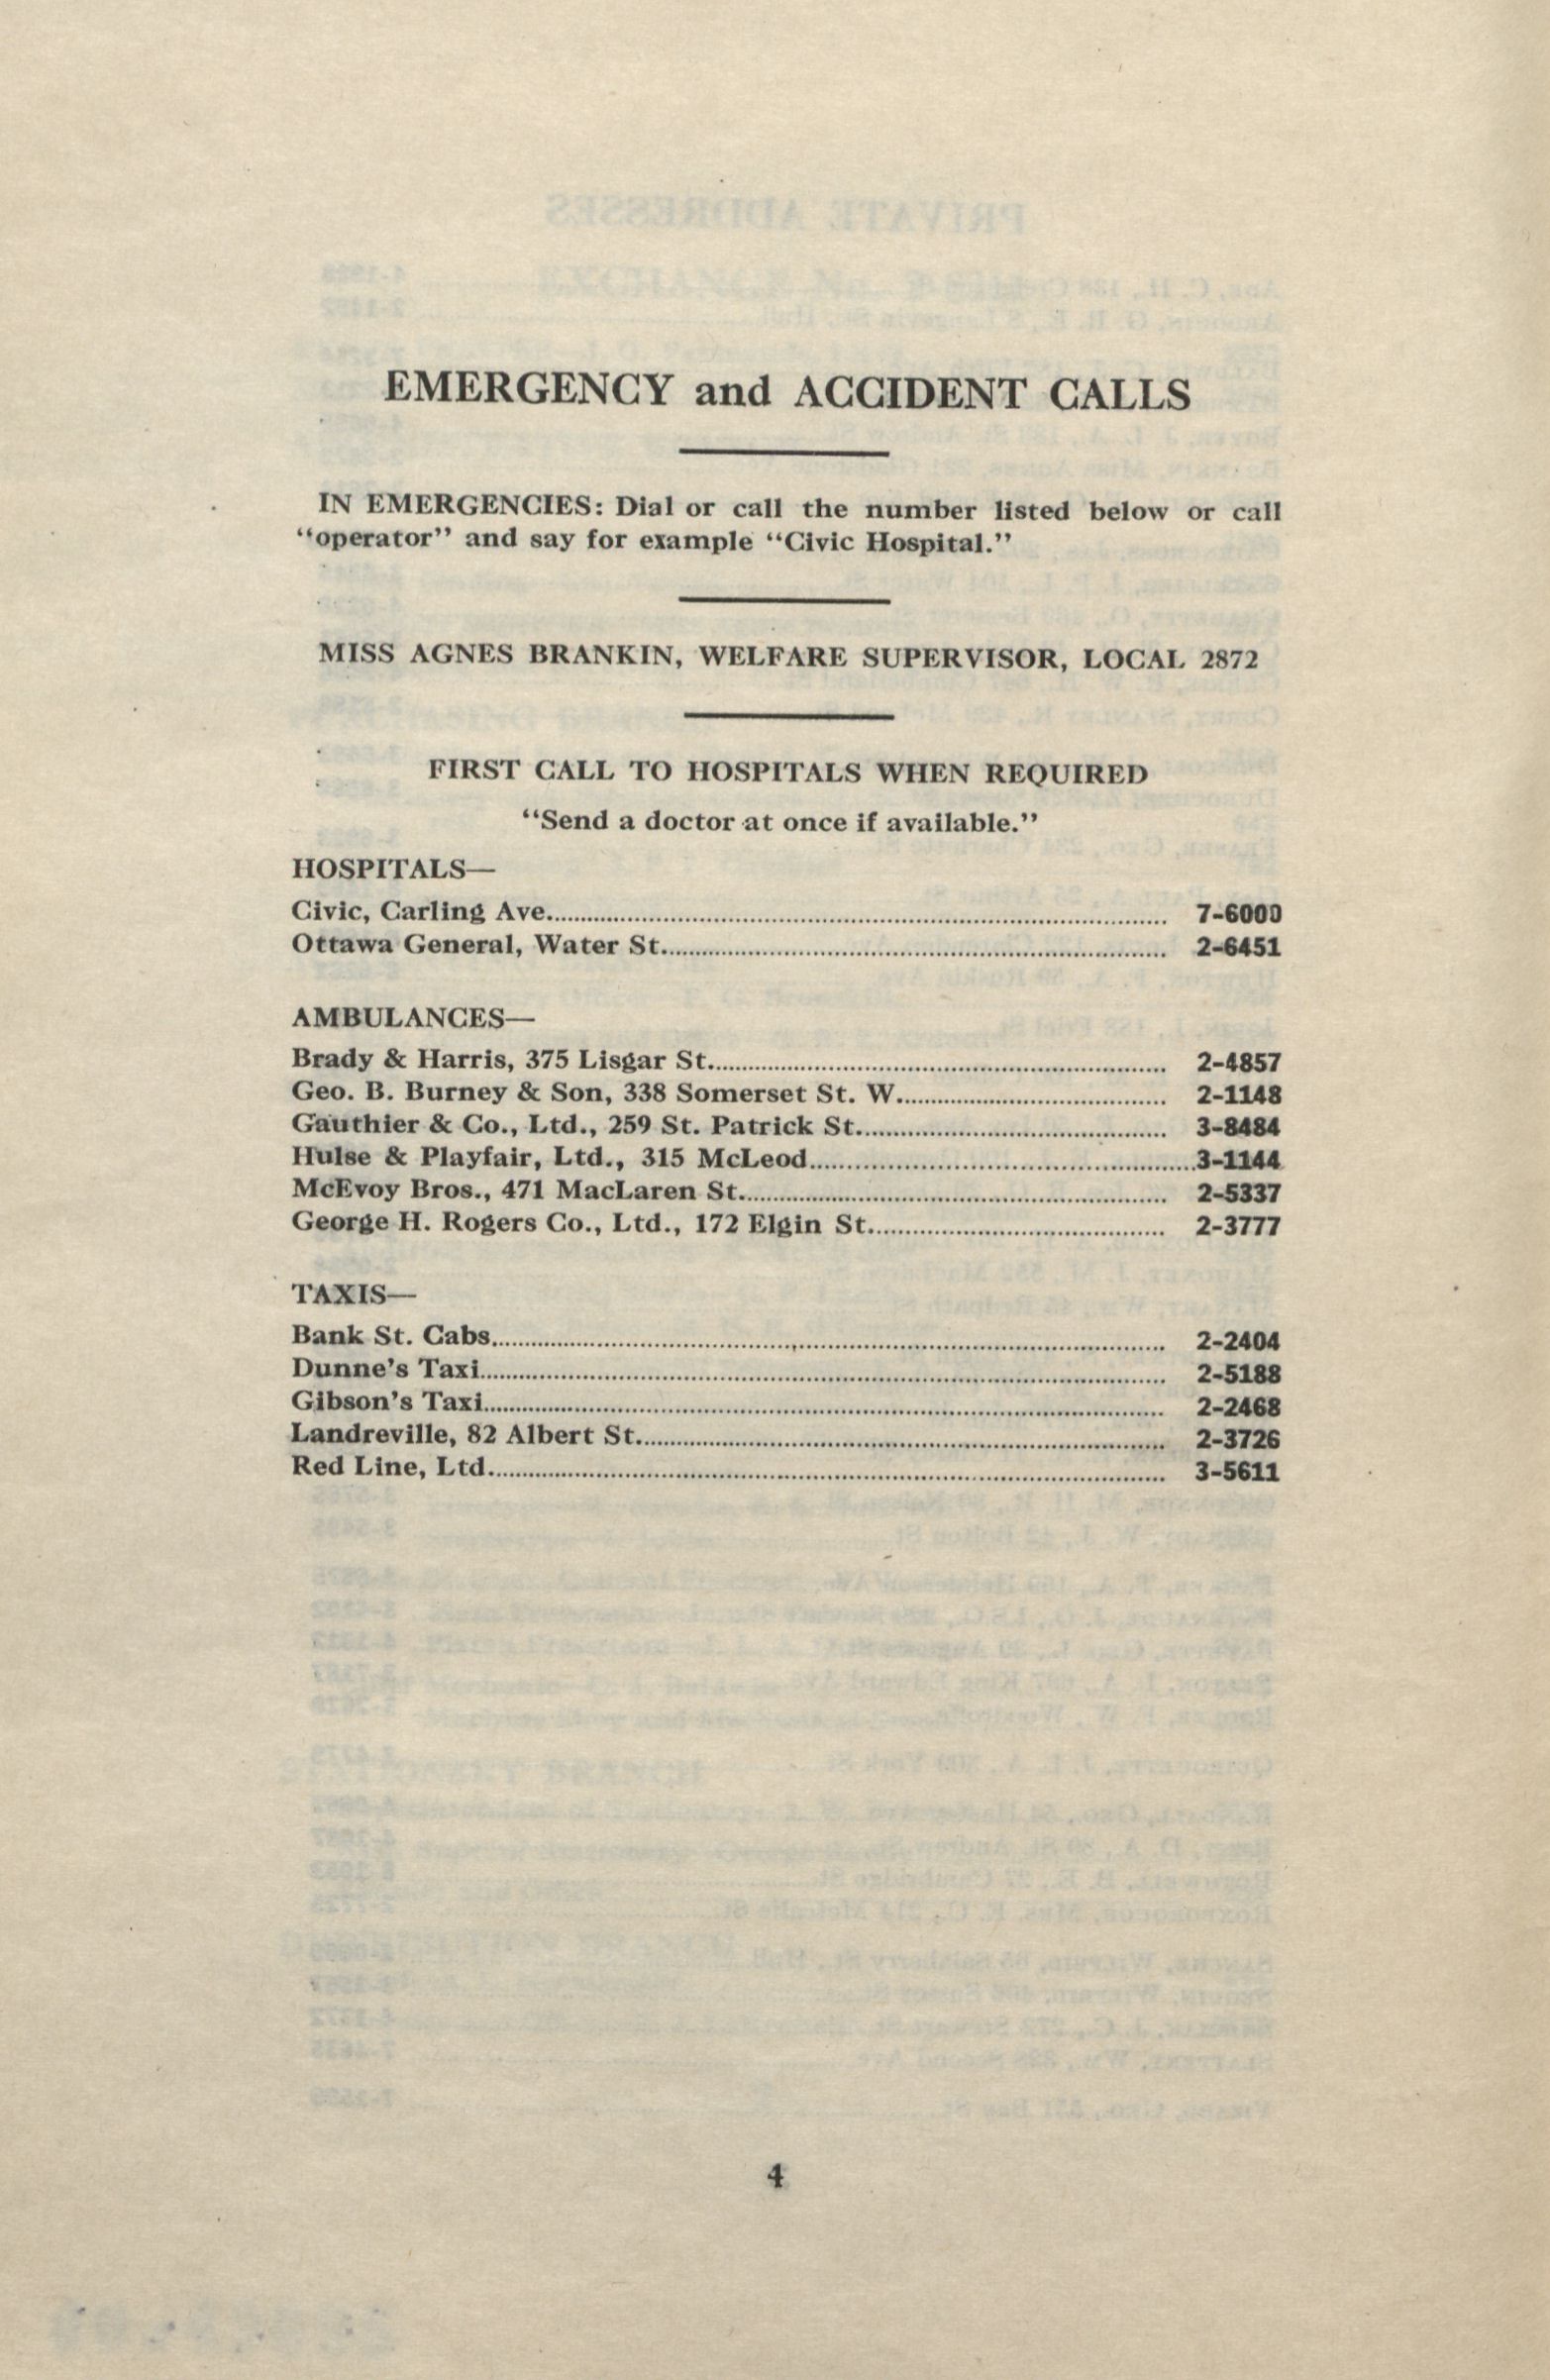 EMERGENCY and ACCIDENT CALLS
IN EMERGENCIES: Dial or call the number listed below or call
“operator” and say for example “Civic Hospital.”
MISS AGNES BRANKIN, WELFARE SUPERVISOR, LOCAL 2872
FIRST CALL TO HOSPITALS WHEN REQUIRED
“Send a doctor at once if available.”
HOSPITALS—
Civic, Carling Ave. 7-6000
Ottawa General, Water St. 2-6451
AMBULANCES—
Brady & Harris, 375 Lisgar St. 2-4857
Geo. B. Burney & Son, 338 Somerset St. W. 2-1148
Gauthier & Co., Ltd., 259 St. Patrick St. 3-8484
Hulse & Playfair, Ltd., 315 McLeod 3-1144
McEvoy Bros., 471 MacLaren St. 2-5337
George H. Rogers Co., Ltd., 172 Elgin St. 2-3777
TAXIS—
Bank St. Cabs 2-2404
Dunne’s Taxi 2-5188
Gibson’s Taxi 2-2468
Landreville, 82 Albert St. 2-3726
Red Line, Ltd. 3-5611
4